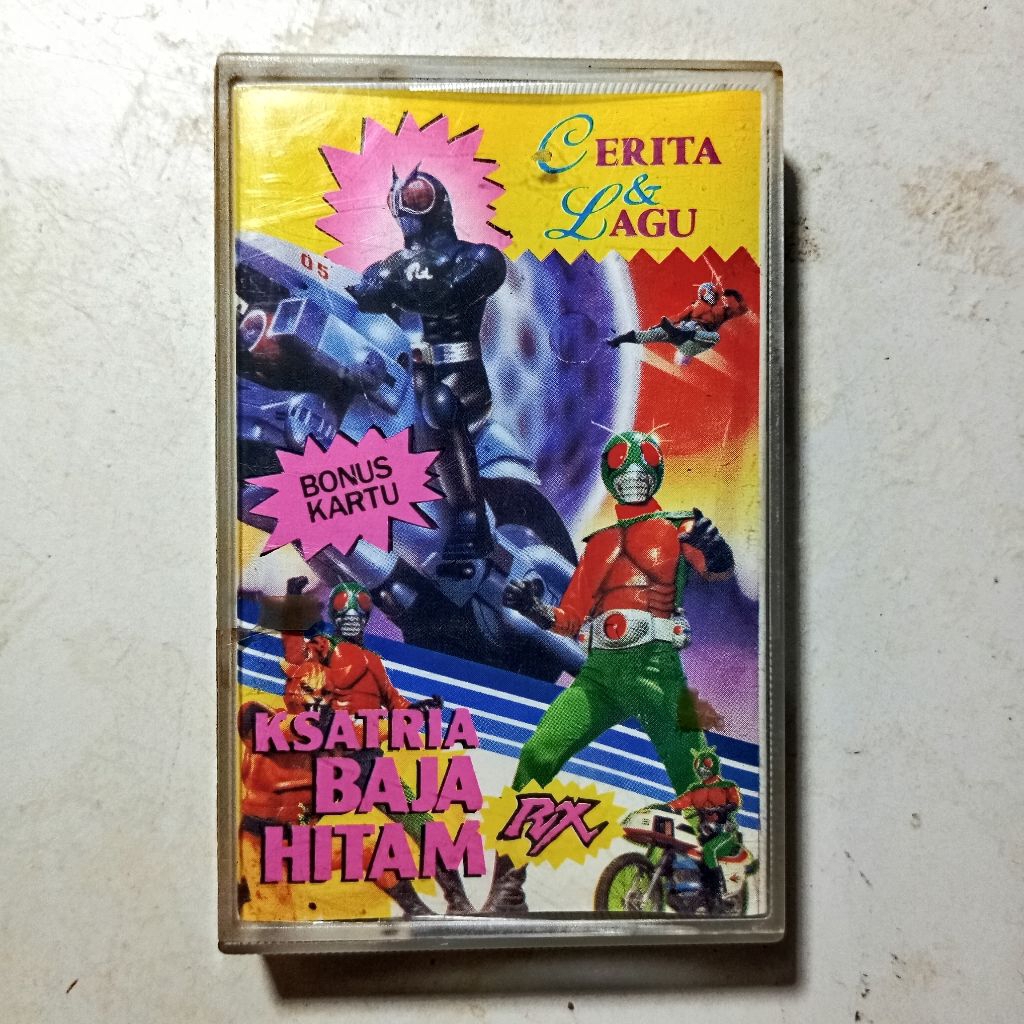 CERITA
&
LAGU
05
BONUS
KARTU
KSATRIA
BAJA
HITAM
RX